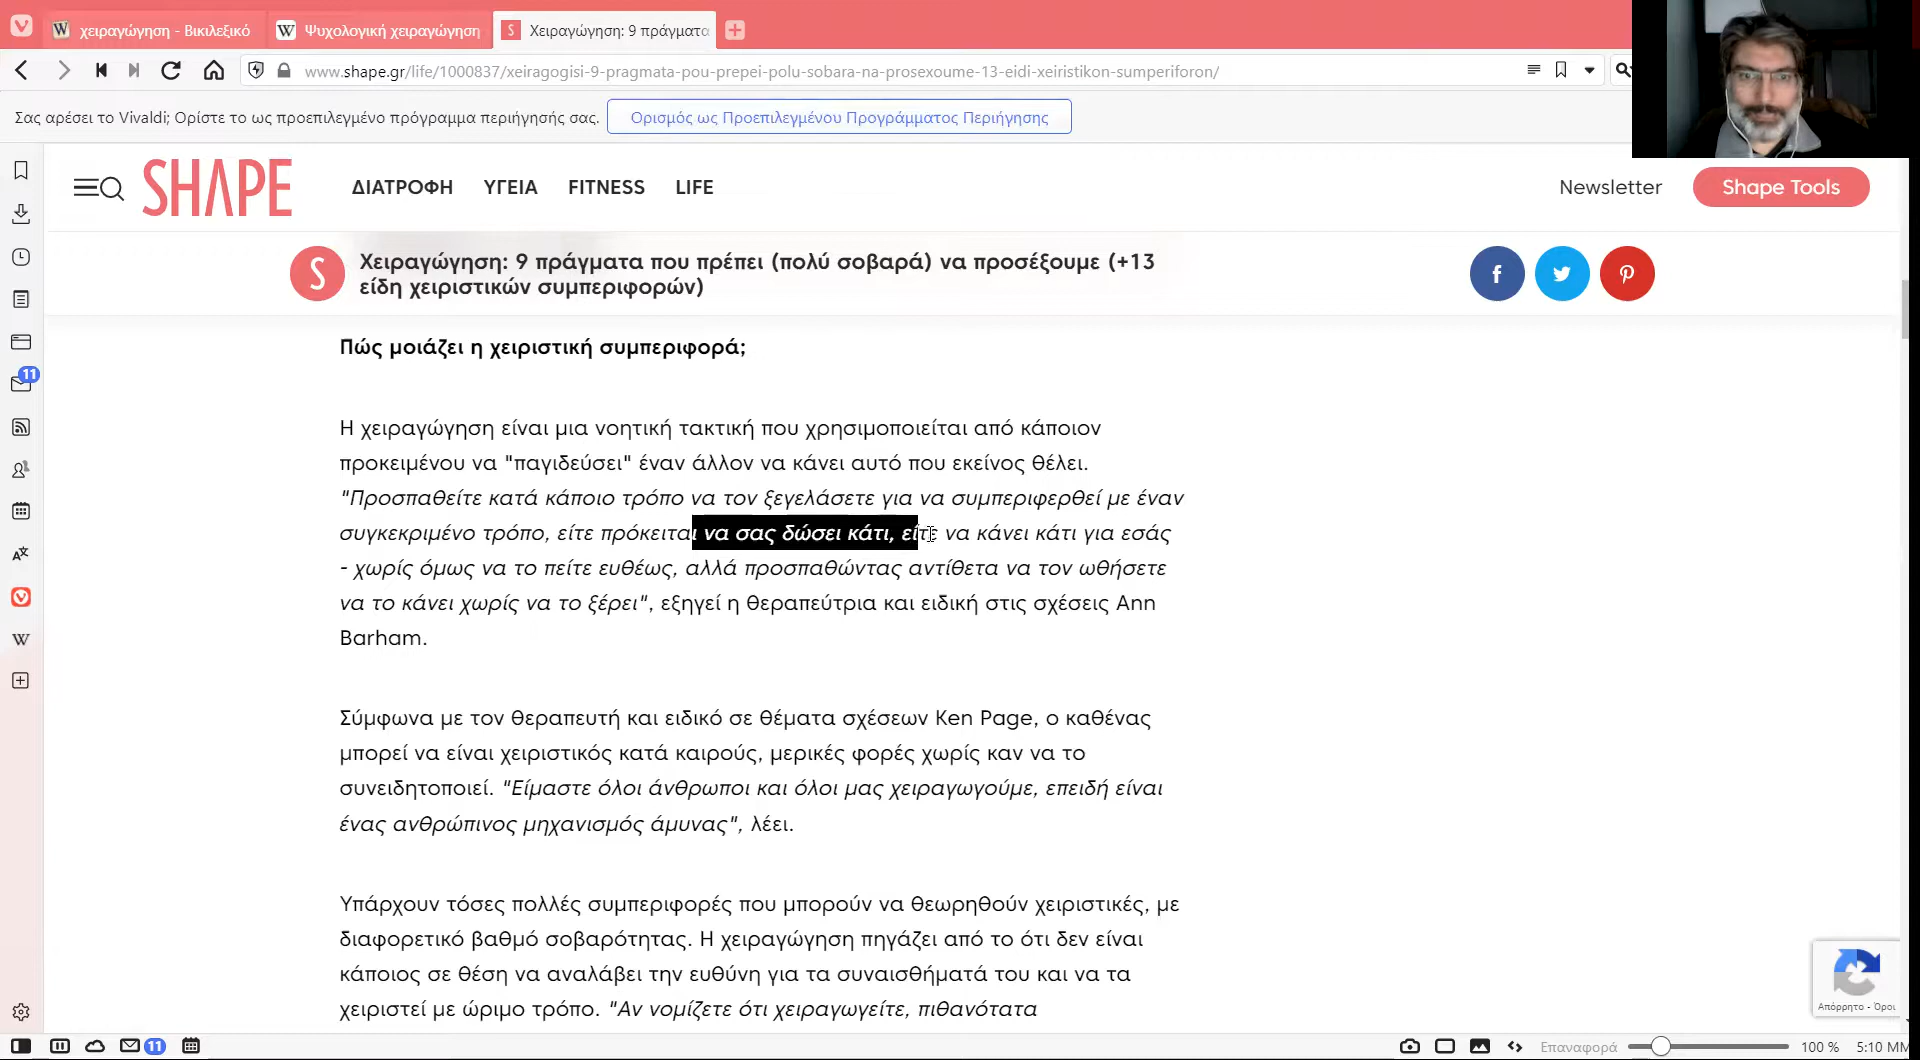 χειραγώγηση - Βικιλεξικό
Ψυχολογική χειραγώγηση
Χειραγώγηση: 9 πράγματα
www.shape.gr/life/1000837/xeiragogisi-9-pragmata-pou-prepei-polu-sobara-na-prosexoume-13-eidi-xeiristikon-sumperiforon/
Σας αρέσει το Vivaldi; Ορίστε το ως προεπιλεγμένο πρόγραμμα περιήγησής σας.
Ορισμός ως Προεπιλεγμένου Προγράμματος Περιήγησης
SHAPE
ΔΙΑΤΡΟΦΗ
ΥΓΕΙΑ
FITNESS
LIFE
Newsletter
Shape Tools
S
Χειραγώγηση: 9 πράγματα που πρέπει (πολύ σοβαρά) να προσέξουμε (+13
είδη χειριστικών συμπεριφορών)
Πώς μοιάζει η χειριστική συμπεριφορά;
Η χειραγώγηση είναι μια νοητική τακτική που χρησιμοποιείται από κάποιον
προκειμένου να "παγιδεύσει" έναν άλλον να κάνει αυτό που εκείνος θέλει.
"Προσπαθείτε κατά κάποιο τρόπο να τον ξεγελάσετε για να συμπεριφερθεί με έναν
συγκεκριμένο τρόπο, είτε πρόκειται να σας δώσει κάτι, είτε να κάνει κάτι για εσάς
- χωρίς όμως να το πείτε ευθέως, αλλά προσπαθώντας αντίθετα να τον ωθήσετε
να το κάνει χωρίς να το ξέρει", εξηγεί η θεραπεύτρια και ειδική στις σχέσεις Ann
Barham.
Σύμφωνα με τον θεραπευτή και ειδικό σε θέματα σχέσεων Ken Page, ο καθένας
μπορεί να είναι χειριστικός κατά καιρούς, μερικές φορές χωρίς καν να το
συνειδητοποιεί. "Είμαστε όλοι άνθρωποι και όλοι μας χειραγωγούμε, επειδή είναι
ένας ανθρώπινος μηχανισμός άμυνας", λέει.
Υπάρχουν τόσες πολλές συμπεριφορές που μπορούν να θεωρηθούν χειριστικές, με
διαφορετικό βαθμό σοβαρότητας. Η χειραγώγηση πηγάζει από το ότι δεν είναι
κάποιος σε θέση να αναλάβει την ευθύνη για τα συναισθήματά του και να τα
χειριστεί με ώριμο τρόπο. "Αν νομίζετε ότι χειραγωγείτε, πιθανότατα
Απόρρητο - Όροι
11
11
Επαναφορά
100 %
5:10 ΜΜ